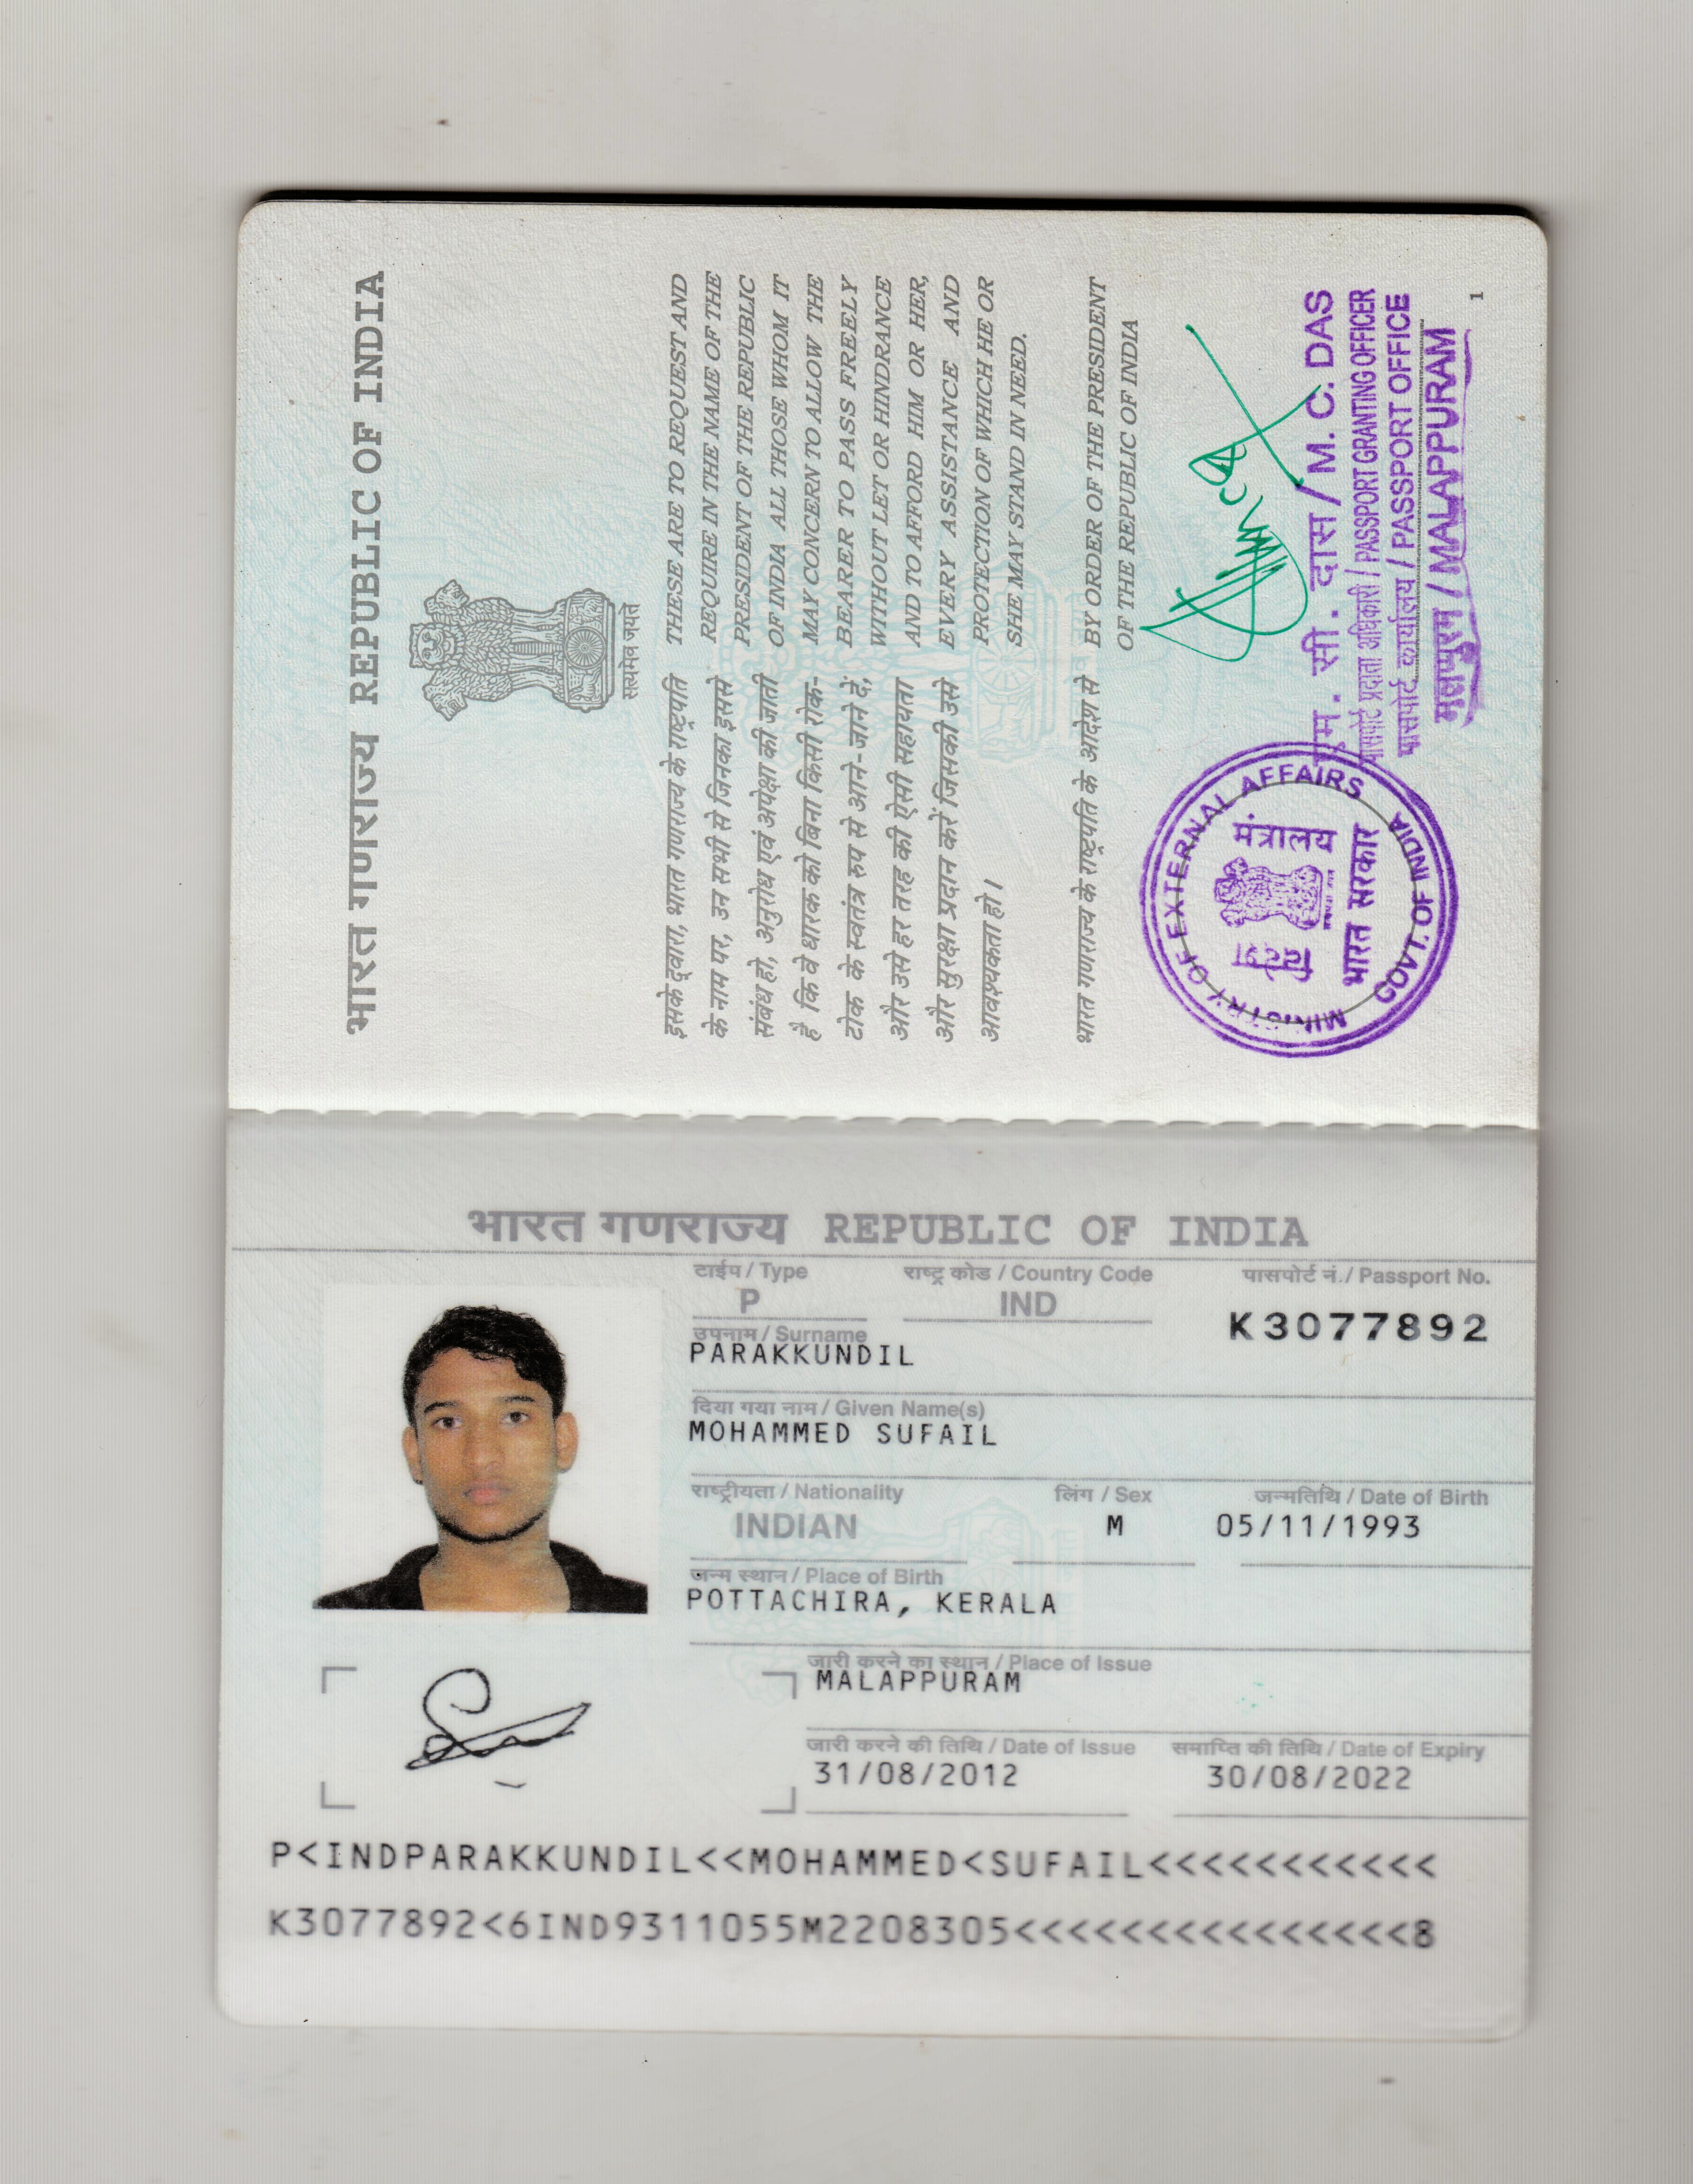 भारत गणराज्य REPUBLIC OF INDIA
सत्यमेव जयते
इसके द्वारा, भारत गणराज्य के राष्ट्रपति
के नाम पर, उन सभी से जिनका इससे
संबंध हो, अनुरोध एवं अपेक्षा की जाती
है कि वे धारक को बिना किसी रोक-
टोक के स्वतंत्र रुप से आने-जाने दें,
और उसे हर तरह की ऐसी सहायता
और सुरक्षा प्रदान करें जिसकी उसे
आवश्यकता हो।
THESE ARE TO REQUEST AND
REQUIRE IN THE NAME OF THE
PRESIDENT OF THE REPUBLIC
OF INDIA ALL THOSE WHOM IT
MAY CONCERN TO ALLOW THE
BEARER TO PASS FREELY
WITHOUT LET OR HINDRANCE
AND TO AFFORD HIM OR HER,
EVERY ASSISTANCE AND
PROTECTION OF WHICH HE OR
SHE MAY STAND IN NEED.
भारत गणराज्य के राष्ट्रपति के आदेश से
BY ORDER OF THE PRESIDENT
OF THE REPUBLIC OF INDIA
MINISTRY OF EXTERNAL AFFAIRS
विदेश मंत्रालय
भारत सरकार
GOVT. OF INDIA
एम. सी. दास / M. C. DAS
पासपोर्ट प्रदाता अधिकारी / PASSPORT GRANTING OFFICER
पासपोर्ट कार्यालय / PASSPORT OFFICE
मलप्पुरम / MALAPPURAM
1
भारत गणराज्य REPUBLIC OF INDIA
टाईप / Type राष्ट्र कोड / Country Code पासपोर्ट नं. / Passport No.
P IND K3077892
उपनाम / Surname
PARAKKUNDIL
दिया गया नाम / Given Name(s)
MOHAMMED SUFAIL
राष्ट्रीयता / Nationality लिंग / Sex जन्मतिथि / Date of Birth
INDIAN M 05/11/1993
जन्म स्थान / Place of Birth
POTTACHIRA, KERALA
जारी करने का स्थान / Place of Issue
MALAPPURAM
जारी करने की तिथि / Date of Issue समाप्ति की तिथि / Date of Expiry
31/08/2012 30/08/2022
P<INDPARAKKUNDIL<<MOHAMMED<SUFAIL<<<<<<<<<<<
K3077892<6IND9311055M2208305<<<<<<<<<<<<<<<8